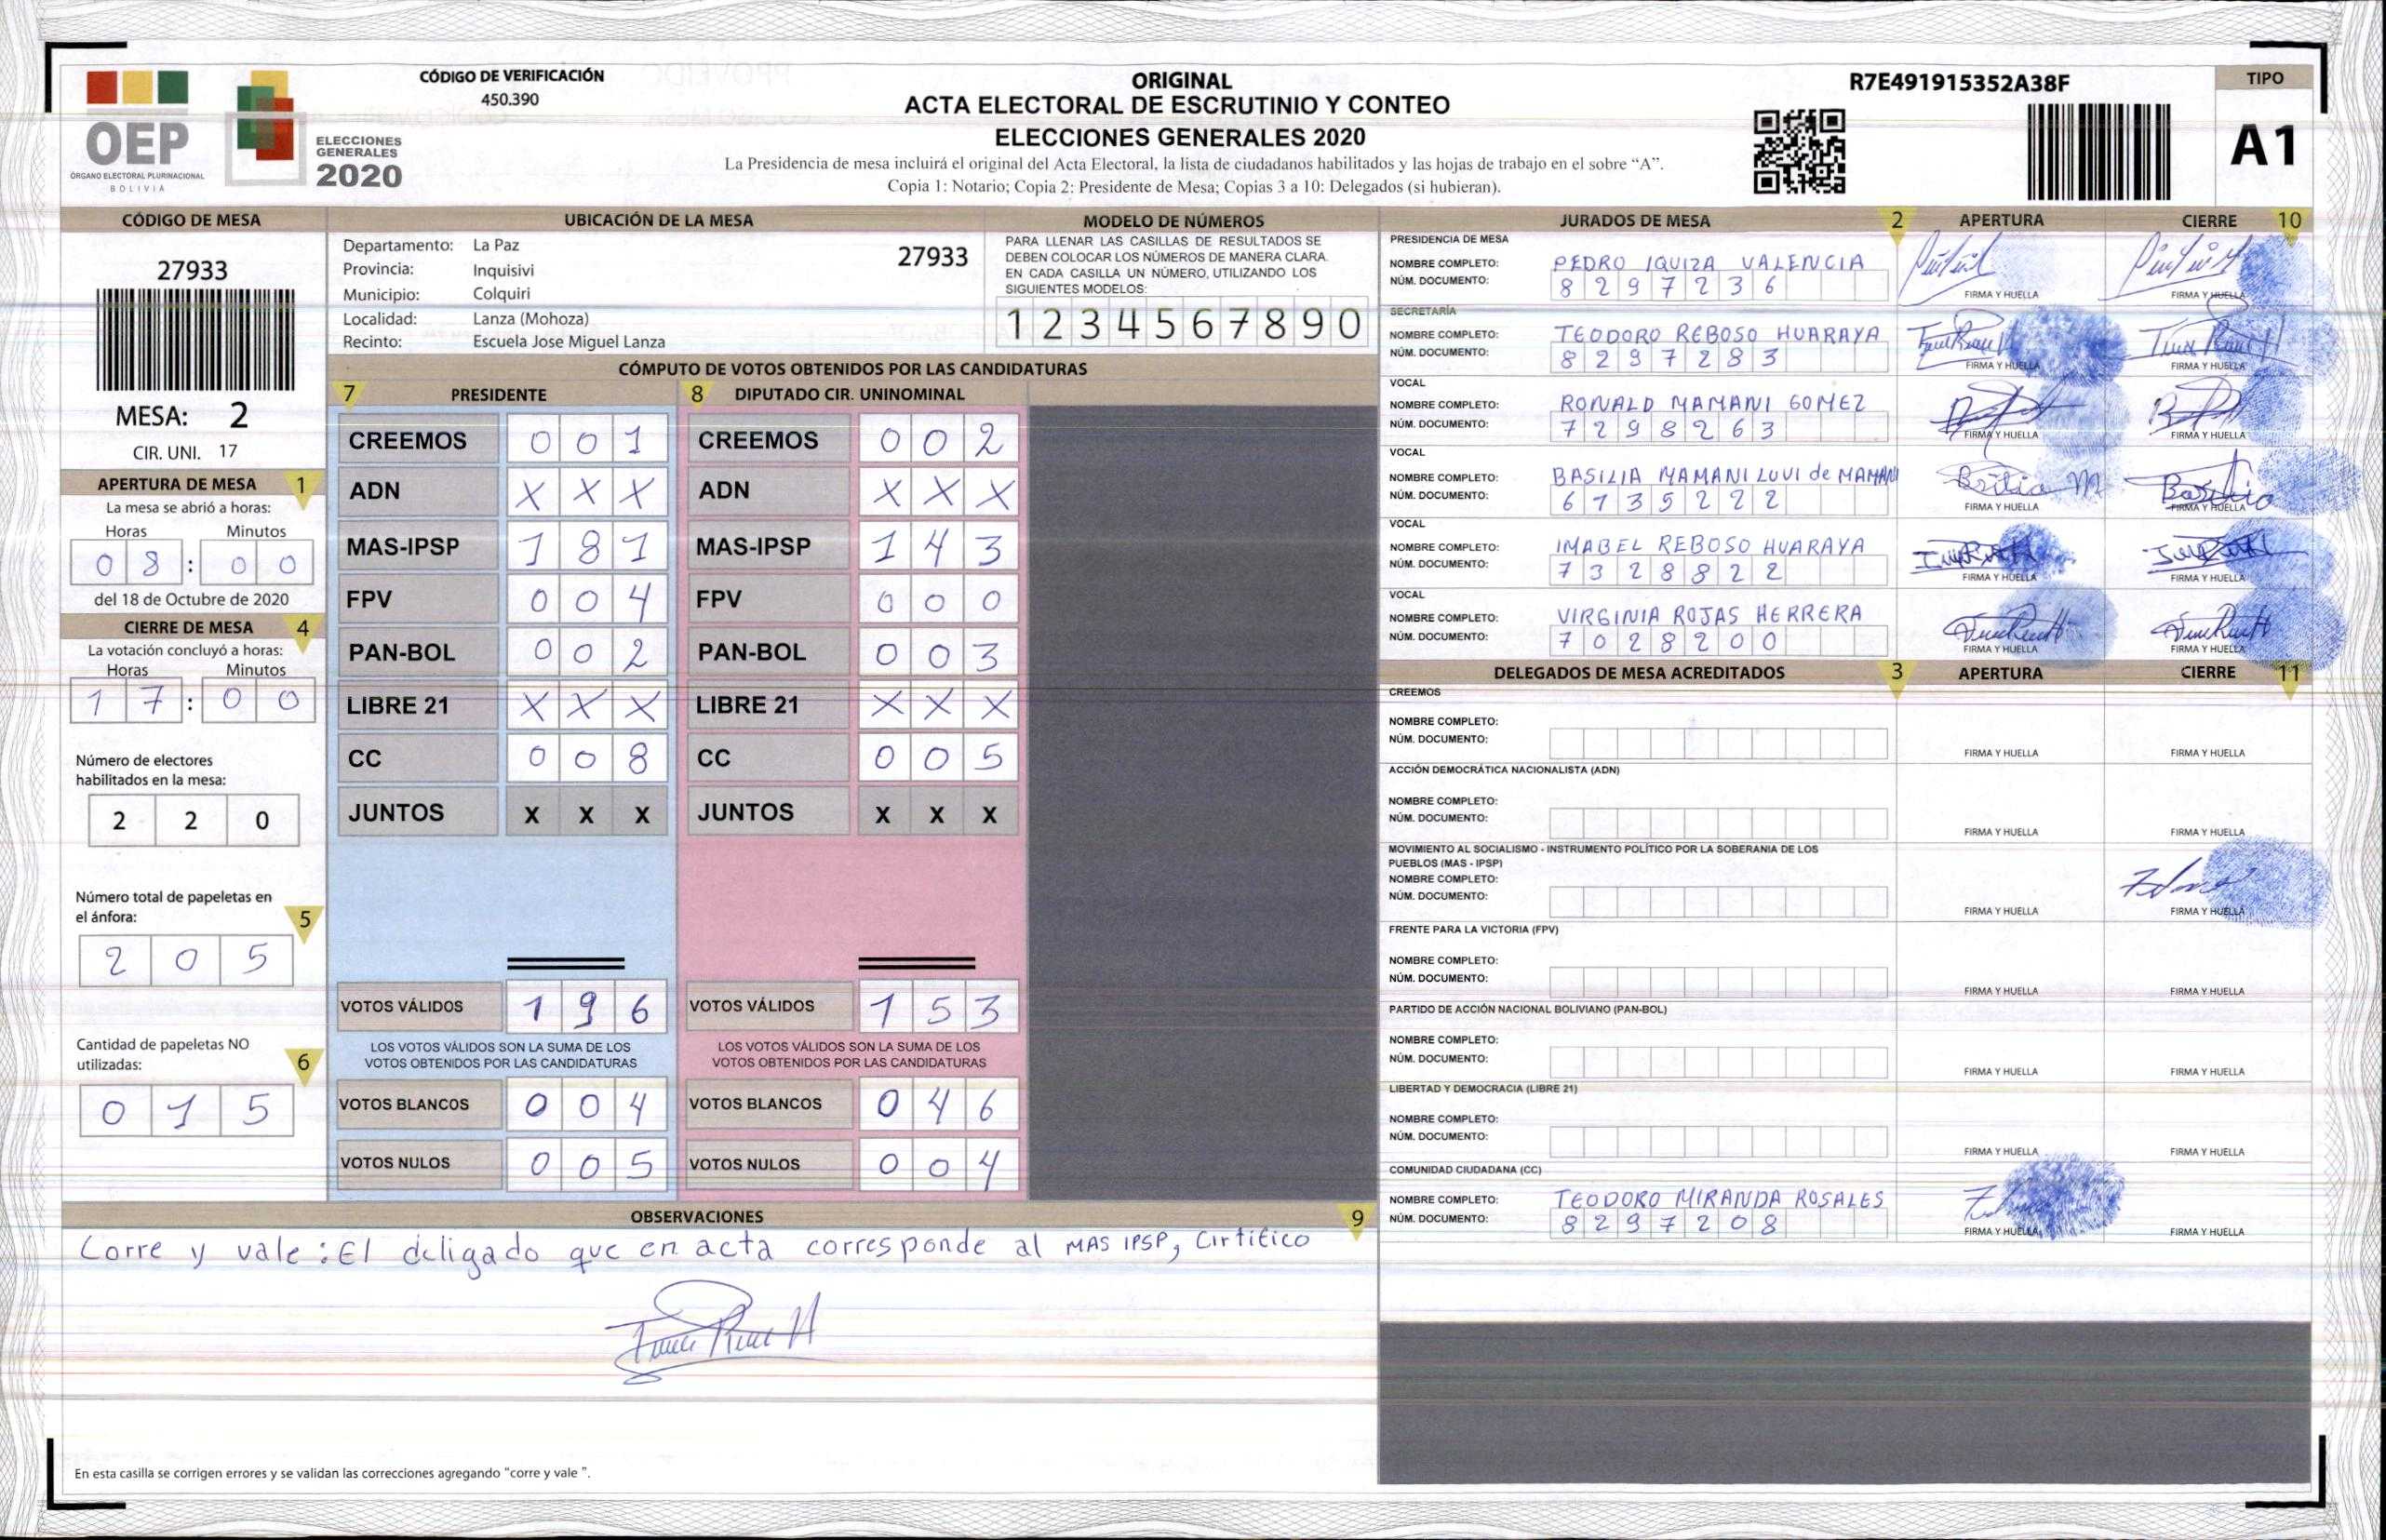 OEP
ÓRGANO ELECTORAL PLURINACIONAL
BOLIVIA
ELECCIONES
GENERALES
2020
CÓDIGO DE VERIFICACIÓN
450.390
ORIGINAL
ACTA ELECTORAL DE ESCRUTINIO Y CONTEO
ELECCIONES GENERALES 2020
La Presidencia de mesa incluirá el original del Acta Electoral, la lista de ciudadanos habilitados y las hojas de trabajo en el sobre “A”.
Copia 1: Notario; Copia 2: Presidente de Mesa; Copias 3 a 10: Delegados (si hubieran).
R7E491915352A38F
TIPO
A1
CÓDIGO DE MESA
27933
MESA: 2
CIR. UNI. 17
APERTURA DE MESA 1
La mesa se abrió a horas:
Horas Minutos
0 8 : 0 0
del 18 de Octubre de 2020
CIERRE DE MESA 4
La votación concluyó a horas:
Horas Minutos
1 7 : 0 0
Número de electores
habilitados en la mesa:
2 2 0
Número total de papeletas en
el ánfora: 5
2 0 5
Cantidad de papeletas NO
utilizadas: 6
0 1 5
UBICACIÓN DE LA MESA
Departamento: La Paz 27933
Provincia: Inquisivi
Municipio: Colquiri
Localidad: Lanza (Mohoza)
Recinto: Escuela Jose Miguel Lanza
MODELO DE NÚMEROS
PARA LLENAR LAS CASILLAS DE RESULTADOS SE
DEBEN COLOCAR LOS NÚMEROS DE MANERA CLARA.
EN CADA CASILLA UN NÚMERO, UTILIZANDO LOS
SIGUIENTES MODELOS:
1 2 3 4 5 6 7 8 9 0
CÓMPUTO DE VOTOS OBTENIDOS POR LAS CANDIDATURAS
7 PRESIDENTE 8 DIPUTADO CIR. UNINOMINAL
CREEMOS 0 0 1 CREEMOS 0 0 2
ADN X X X ADN X X X
MAS-IPSP 1 8 1 MAS-IPSP 1 4 3
FPV 0 0 4 FPV 0 0 0
PAN-BOL 0 0 2 PAN-BOL 0 0 3
LIBRE 21 X X X LIBRE 21 X X X
CC 0 0 8 CC 0 0 5
JUNTOS X X X JUNTOS X X X
VOTOS VÁLIDOS 1 9 6 VOTOS VÁLIDOS 1 5 3
LOS VOTOS VÁLIDOS SON LA SUMA DE LOS LOS VOTOS VÁLIDOS SON LA SUMA DE LOS
VOTOS OBTENIDOS POR LAS CANDIDATURAS VOTOS OBTENIDOS POR LAS CANDIDATURAS
VOTOS BLANCOS 0 0 4 VOTOS BLANCOS 0 4 6
VOTOS NULOS 0 0 5 VOTOS NULOS 0 0 4
OBSERVACIONES 9
Corre y vale : El deligado que en acta corresponde al MAS IPSP, Cirtifico
En esta casilla se corrigen errores y se validan las correcciones agregando “corre y vale ”.
JURADOS DE MESA 2 APERTURA CIERRE 10
PRESIDENCIA DE MESA
NOMBRE COMPLETO: PEDRO IQUIZA VALENCIA
NÚM. DOCUMENTO: 8 2 9 7 2 3 6
FIRMA Y HUELLA FIRMA Y HUELLA
SECRETARÍA
NOMBRE COMPLETO: TEODORO REBOSO HUARAYA
NÚM. DOCUMENTO: 8 2 9 7 2 8 3
FIRMA Y HUELLA FIRMA Y HUELLA
VOCAL
NOMBRE COMPLETO: RONALD MAMANI GOMEZ
NÚM. DOCUMENTO: 7 2 9 8 2 6 3
FIRMA Y HUELLA FIRMA Y HUELLA
VOCAL
NOMBRE COMPLETO: BASILIA MAMANI LUVI de MAMANI
NÚM. DOCUMENTO: 6 7 3 5 2 2 2
FIRMA Y HUELLA FIRMA Y HUELLA
VOCAL
NOMBRE COMPLETO: IMABEL REBOSO HUARAYA
NÚM. DOCUMENTO: 7 3 2 8 8 2 2
FIRMA Y HUELLA FIRMA Y HUELLA
VOCAL
NOMBRE COMPLETO: VIRGINIA ROJAS HERRERA
NÚM. DOCUMENTO: 7 0 2 8 2 0 0
FIRMA Y HUELLA FIRMA Y HUELLA
DELEGADOS DE MESA ACREDITADOS 3 APERTURA CIERRE 11
CREEMOS
NOMBRE COMPLETO:
NÚM. DOCUMENTO:
FIRMA Y HUELLA FIRMA Y HUELLA
ACCIÓN DEMOCRÁTICA NACIONALISTA (ADN)
NOMBRE COMPLETO:
NÚM. DOCUMENTO:
FIRMA Y HUELLA FIRMA Y HUELLA
MOVIMIENTO AL SOCIALISMO - INSTRUMENTO POLÍTICO POR LA SOBERANIA DE LOS
PUEBLOS (MAS - IPSP)
NOMBRE COMPLETO:
NÚM. DOCUMENTO:
FIRMA Y HUELLA FIRMA Y HUELLA
FRENTE PARA LA VICTORIA (FPV)
NOMBRE COMPLETO:
NÚM. DOCUMENTO:
FIRMA Y HUELLA FIRMA Y HUELLA
PARTIDO DE ACCIÓN NACIONAL BOLIVIANO (PAN-BOL)
NOMBRE COMPLETO:
NÚM. DOCUMENTO:
FIRMA Y HUELLA FIRMA Y HUELLA
LIBERTAD Y DEMOCRACIA (LIBRE 21)
NOMBRE COMPLETO:
NÚM. DOCUMENTO:
FIRMA Y HUELLA FIRMA Y HUELLA
COMUNIDAD CIUDADANA (CC)
NOMBRE COMPLETO: TEODORO MIRANDA ROSALES
NÚM. DOCUMENTO: 8 2 9 7 2 0 8
FIRMA Y HUELLA FIRMA Y HUELLA